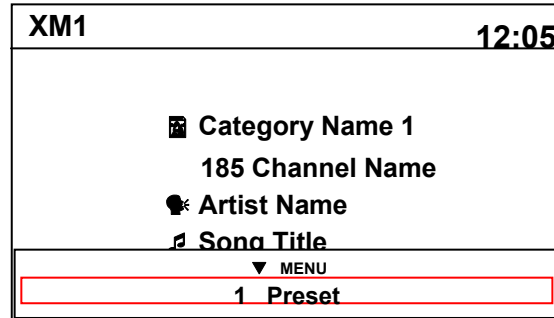 XM1
12:05
Category Name 1
185 Channel Name
Artist Name
Song Title
▼ MENU
1 Preset